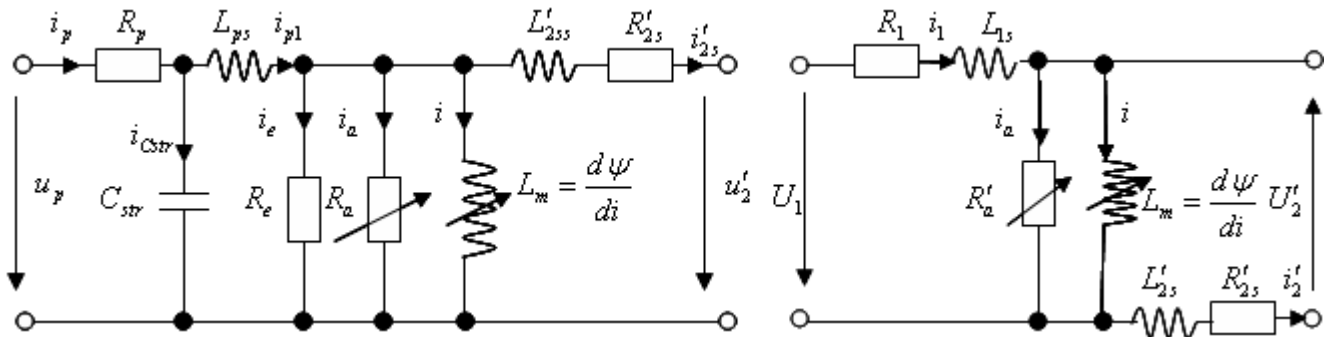 i_p R_p L_ps i_p1 L'_2ss R'_2s i'_2s
i_Cstr i_e i_a i
u_p C_str R_e R_a L_m = dψ/di u'_2
R_1 i_1 L_1s
i_a i
U_1 R'_a L_m = dψ/di U'_2
L'_2s R'_2s i'_2